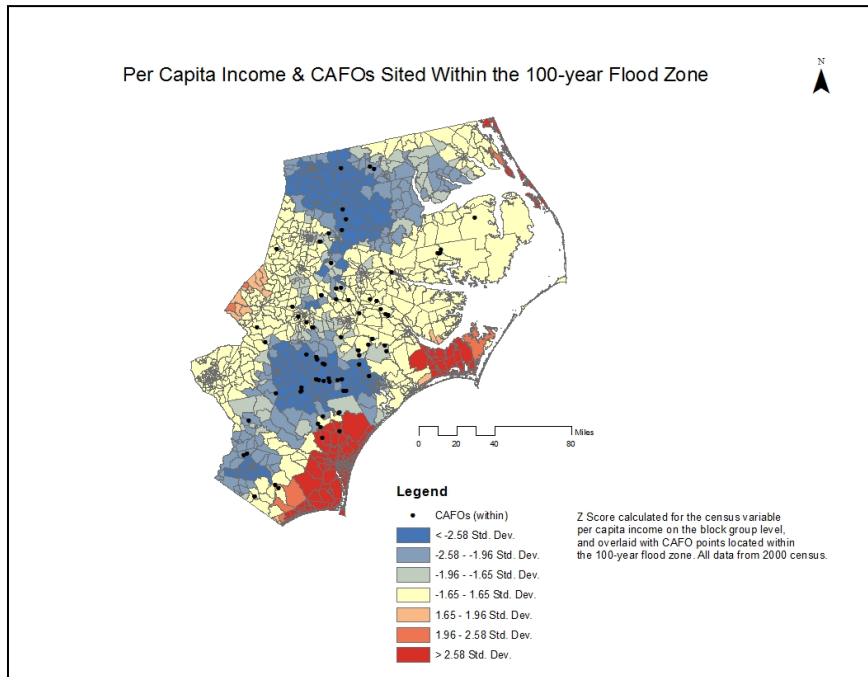 Per Capita Income & CAFOs Sited Within the 100-year Flood Zone
N
Miles
0 10 20 40 80
Legend
CAFOs (within)
< -2.58 Std. Dev.
-2.58 - -1.96 Std. Dev.
-1.96 - -1.65 Std. Dev.
-1.65 - 1.65 Std. Dev.
1.65 - 1.96 Std. Dev.
1.96 - 2.58 Std. Dev.
> 2.58 Std. Dev.
Z Score calculated for the census variable
per capita income on the block group level,
and overlaid with CAFO points located within
the 100-year flood zone. All data from 2000 census.